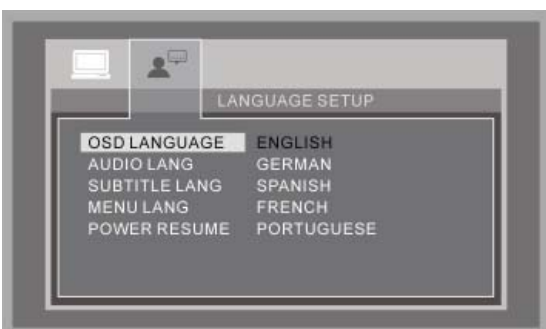 LANGUAGE SETUP
OSD LANGUAGE ENGLISH
AUDIO LANG GERMAN
SUBTITLE LANG SPANISH
MENU LANG FRENCH
POWER RESUME PORTUGUESE